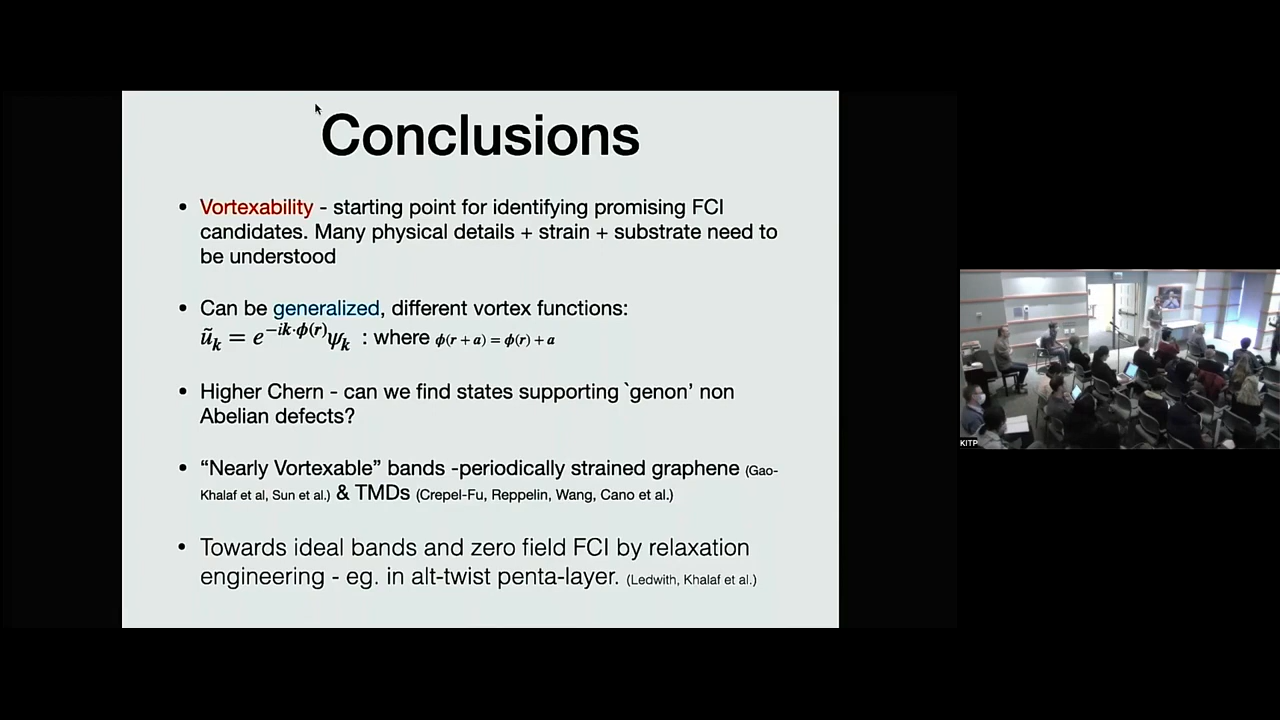 Conclusions
• Vortexability - starting point for identifying promising FCI
candidates. Many physical details + strain + substrate need to
be understood
• Can be generalized, different vortex functions:
ũ_k = e^{-ik·ϕ(r)}ψ_k : where ϕ(r + a) = ϕ(r) + a
• Higher Chern - can we find states supporting `genon’ non
Abelian defects?
• “Nearly Vortexable” bands -periodically strained graphene (Gao-
Khalaf et al, Sun et al.) & TMDs (Crepel-Fu, Reppelin, Wang, Cano et al.)
• Towards ideal bands and zero field FCI by relaxation
engineering - eg. in alt-twist penta-layer. (Ledwith, Khalaf et al.)
KITP